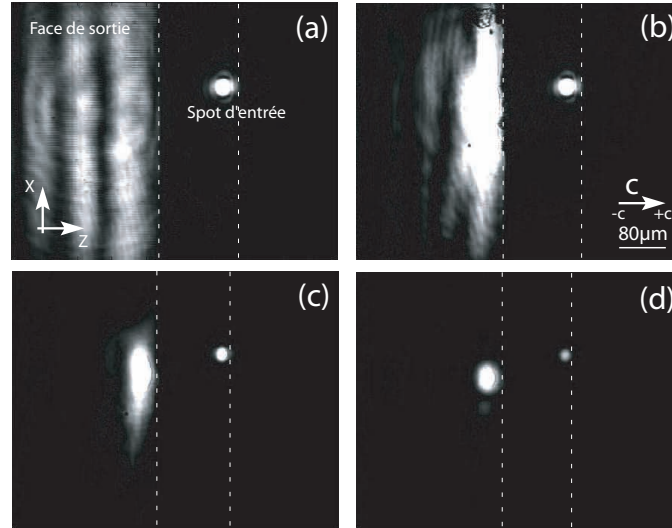 Face de sortie
(a)
Spot d'entrée
X
Z
(b)
C
-c +c
80µm
(c)
(d)